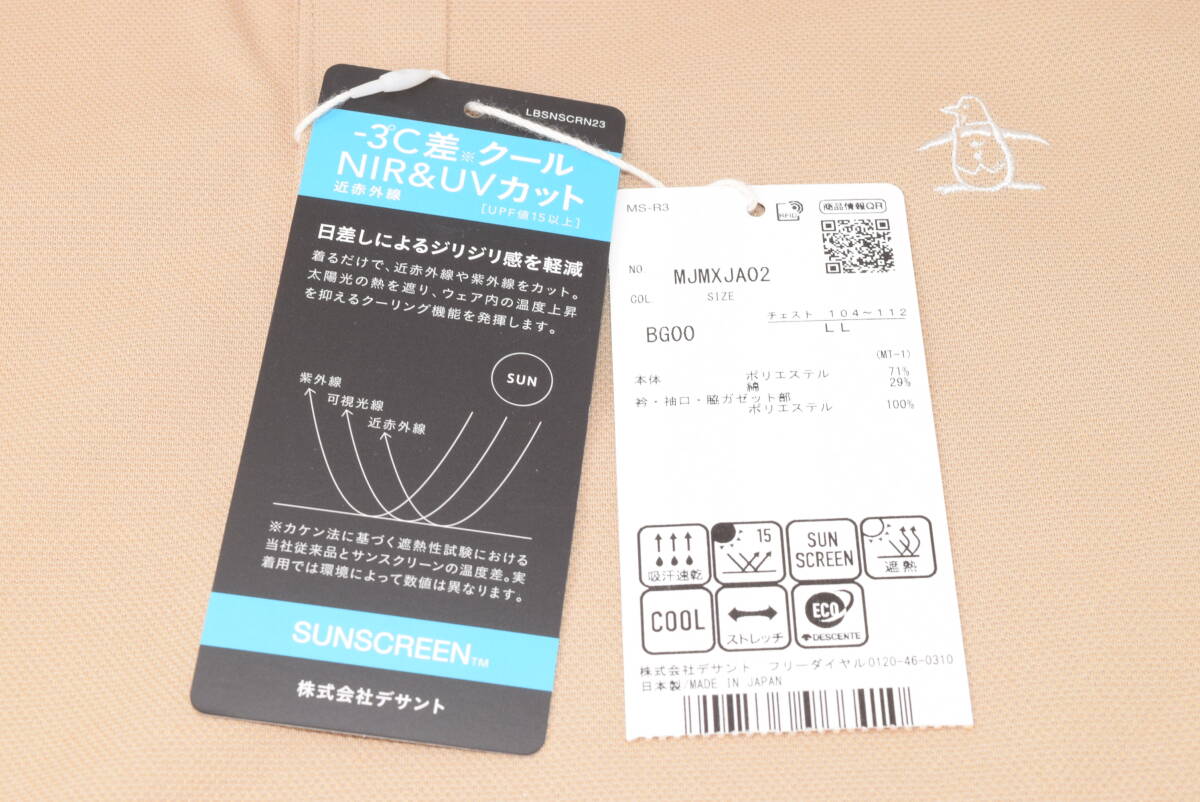 LBSNSCRN23
-3℃差※クール
NIR&UVカット
近赤外線
[UPF値15以上]
日差しによるジリジリ感を軽減
着るだけで、近赤外線や紫外線をカット。
太陽光の熱を遮り、ウェア内の温度上昇
を抑えるクーリング機能を発揮します。
SUN
紫外線
可視光線
近赤外線
※カケン法に基づく遮熱性試験における
当社従来品とサンスクリーンの温度差。実
着用では環境によって数値は異なります。
SUNSCREEN™
株式会社デサント
MS-R3
RFID
商品情報QR
NO MJMXJA02
COL SIZE
チェスト 104～112
BG00 LL
(MT-1)
本体 ポリエステル 71%
綿 29%
衿・袖口・脇ガゼット部
ポリエステル 100%
吸汗速乾
15
SUN
SCREEN
遮熱
COOL
ストレッチ
ECO
DESCENTE
株式会社デサント フリーダイヤル0120-46-0310
日本製/MADE IN JAPAN